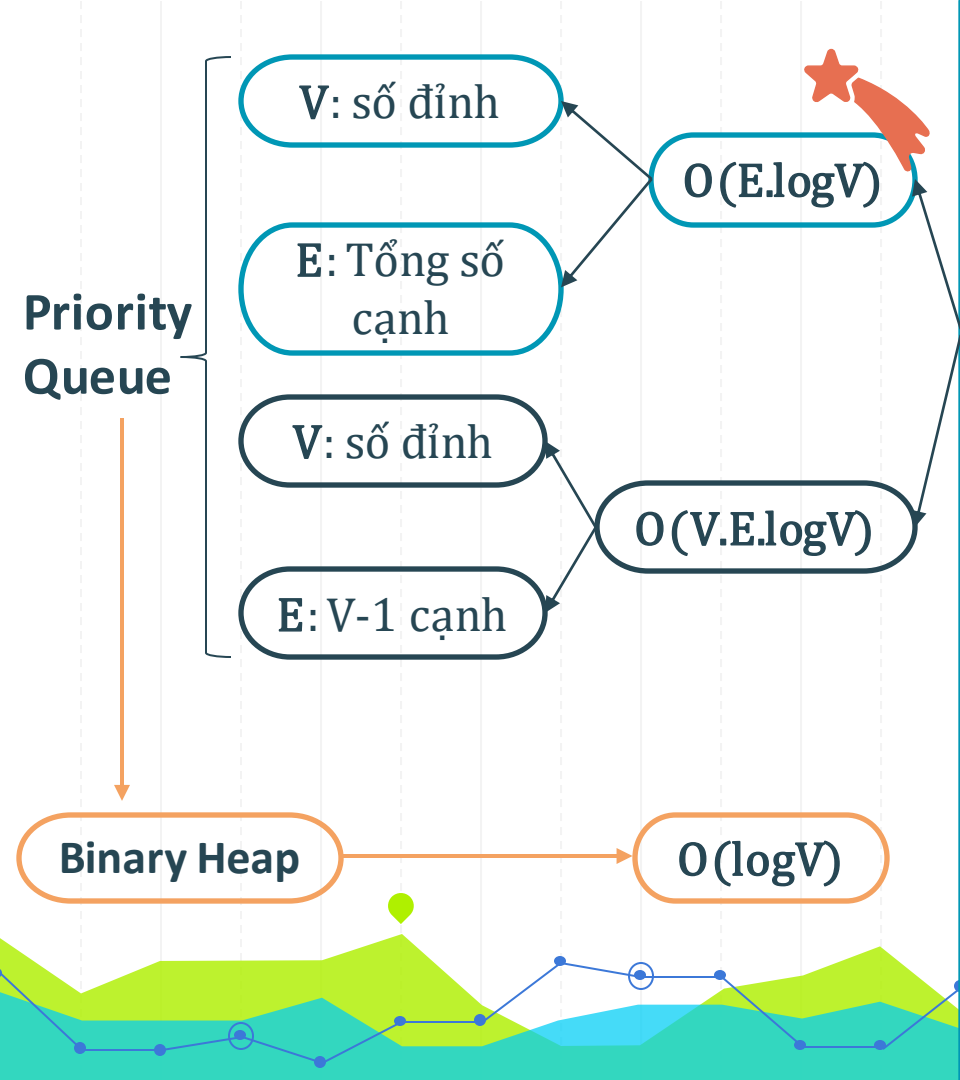 V: số đỉnh
O(E.logV)
E: Tổng số
cạnh
Priority
Queue
V: số đỉnh
O(V.E.logV)
E: V-1 cạnh
Binary Heap
O(logV)